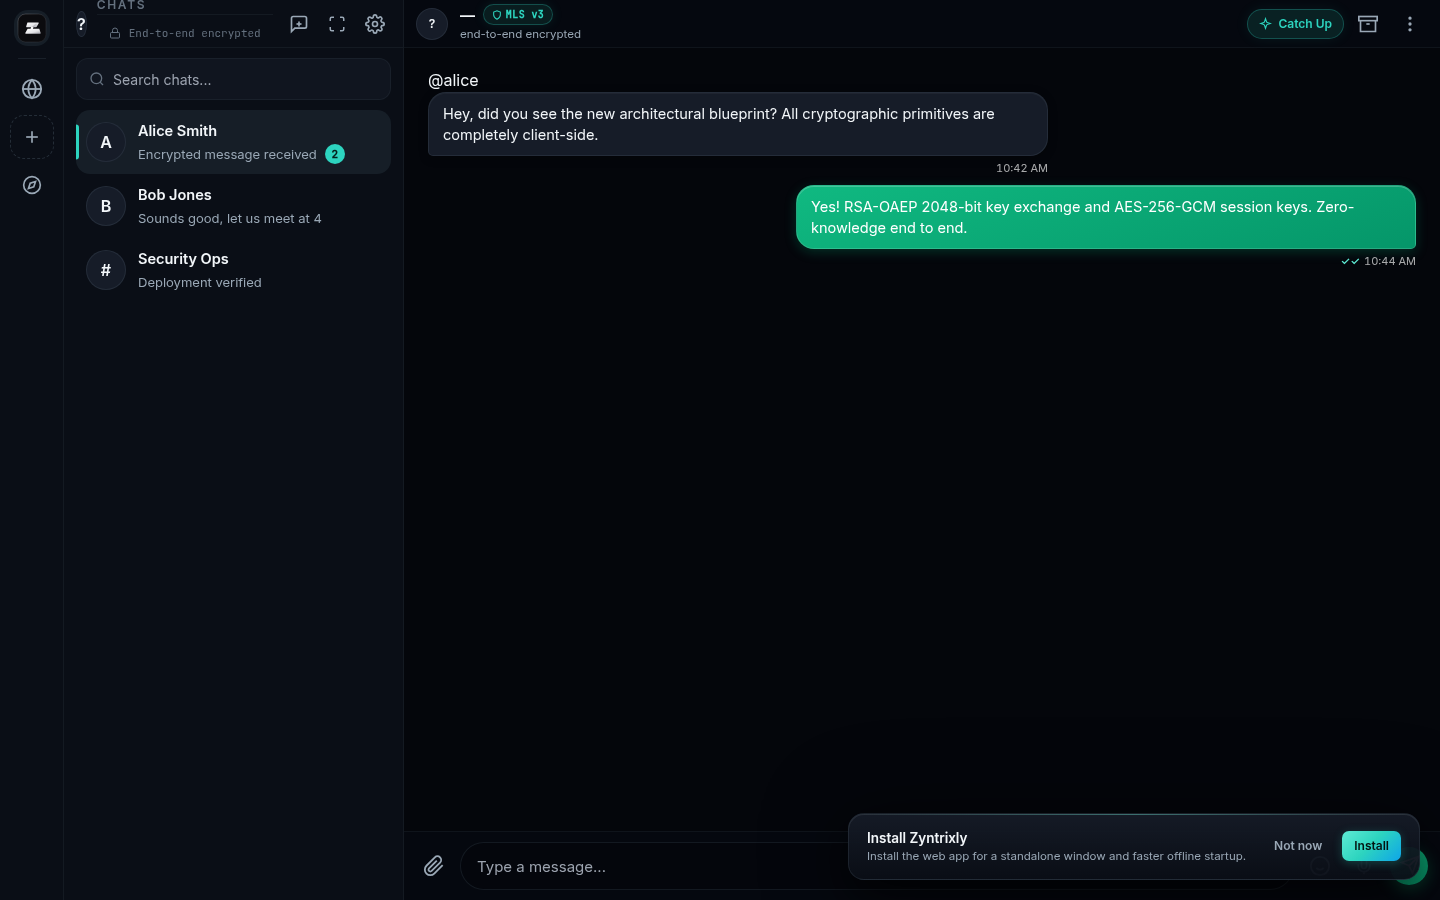 CHATS
?
End-to-end encrypted
Search chats...
A
Alice Smith
Encrypted message received 2
B
Bob Jones
Sounds good, let us meet at 4
#
Security Ops
Deployment verified
?
— MLS v3
end-to-end encrypted
Catch Up
@alice
Hey, did you see the new architectural blueprint? All cryptographic primitives are
completely client-side.
10:42 AM
Yes! RSA-OAEP 2048-bit key exchange and AES-256-GCM session keys. Zero-
knowledge end to end.
10:44 AM
Type a message...
Install Zyntrixly
Install the web app for a standalone window and faster offline startup.
Not now
Install